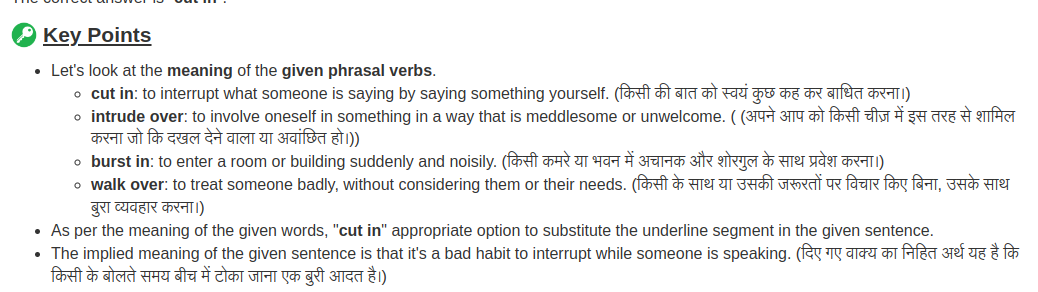 The correct answer is "cut in".
Key Points
Let's look at the meaning of the given phrasal verbs.
cut in: to interrupt what someone is saying by saying something yourself. (किसी की बात को स्वयं कुछ कह कर बाधित करना।)
intrude over: to involve oneself in something in a way that is meddlesome or unwelcome. ( (अपने आप को किसी चीज़ में इस तरह से शामिल
करना जो कि दखल देने वाला या अवांछित हो।))
burst in: to enter a room or building suddenly and noisily. (किसी कमरे या भवन में अचानक और शोरगुल के साथ प्रवेश करना।)
walk over: to treat someone badly, without considering them or their needs. (किसी के साथ या उसकी जरूरतों पर विचार किए बिना, उसके साथ
बुरा व्यवहार करना।)
As per the meaning of the given words, "cut in" appropriate option to substitute the underline segment in the given sentence.
The implied meaning of the given sentence is that it's a bad habit to interrupt while someone is speaking. (दिए गए वाक्य का निहित अर्थ यह है कि
किसी के बोलते समय बीच में टोका जाना एक बुरी आदत है।)